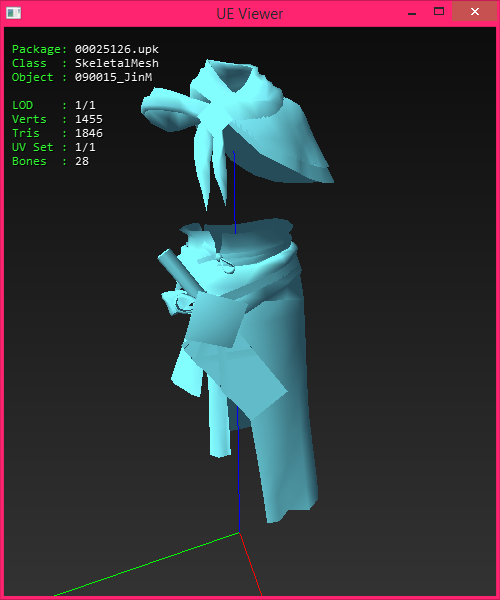 UE Viewer
Package: 00025126.upk
Class  : SkeletalMesh
Object : 090015_JinM
LOD    : 1/1
Verts  : 1455
Tris   : 1846
UV Set : 1/1
Bones  : 28